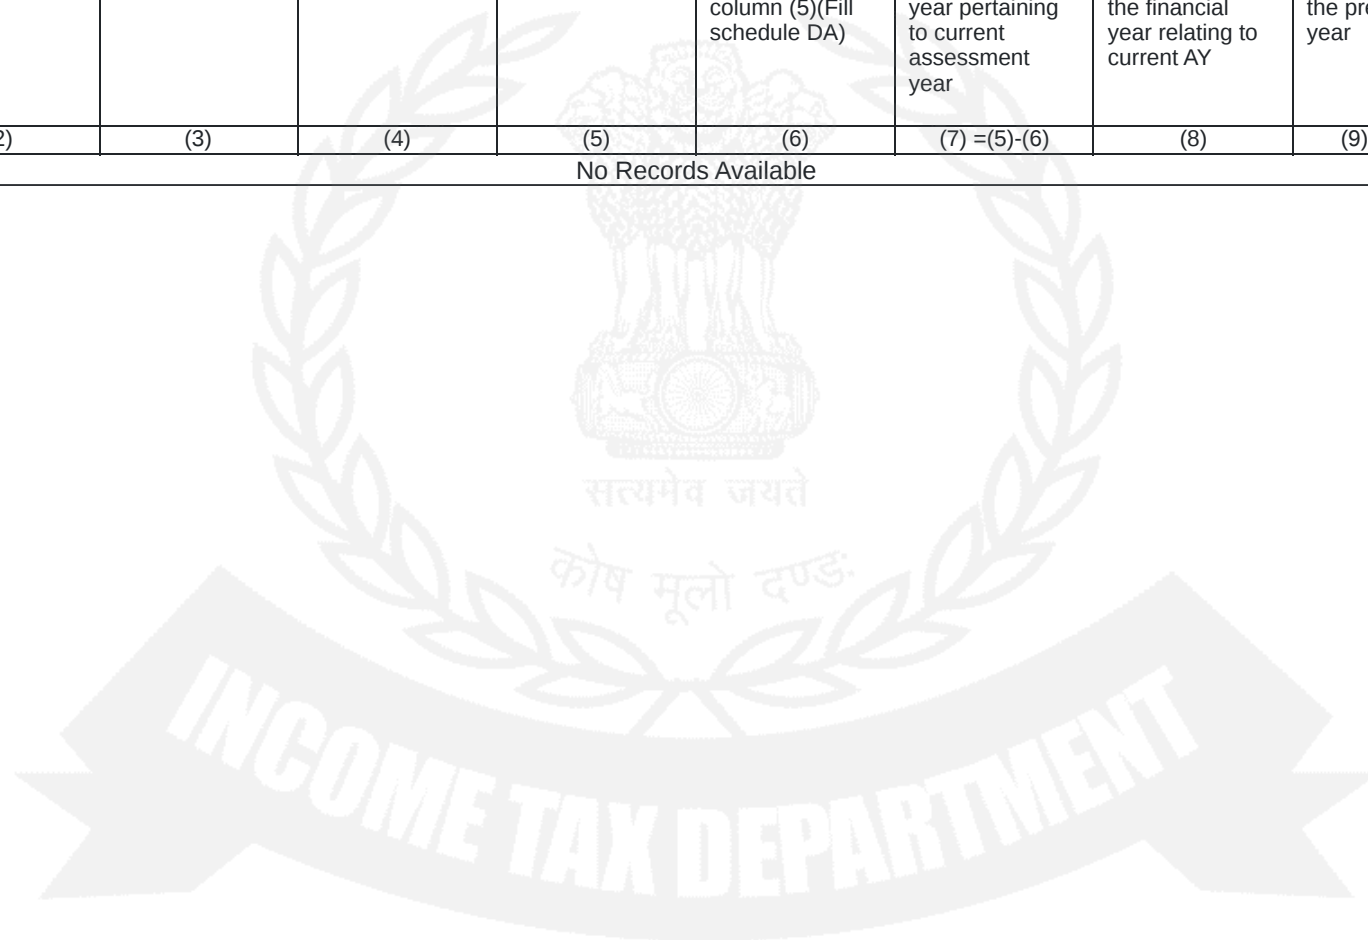 column (5)(Fill year pertaining the financial
schedule DA) to current year relating to year
assessment current AY
year
(3) (4) (5) (6) (7) =(5)-(6) (8) (9)
No Records Available
सत्यमेव जयते
कोष मूलो दण्डः
INCOME TAX DEPARTMENT